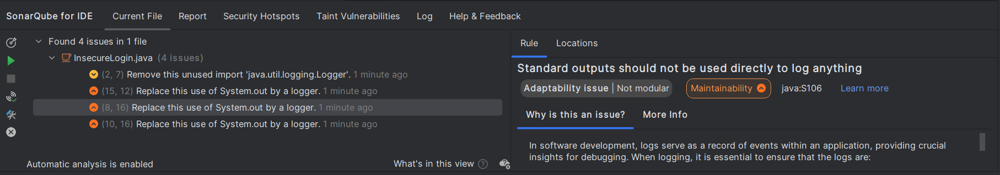 SonarQube for IDE Current File Report Security Hotspots Taint Vulnerabilities Log Help & Feedback
Found 4 issues in 1 file
InsecureLogin.java (4 issues)
(2, 7) Remove this unused import 'java.util.logging.Logger'. 1 minute ago
(15, 12) Replace this use of System.out by a logger. 1 minute ago
(8, 16) Replace this use of System.out by a logger. 1 minute ago
(10, 16) Replace this use of System.out by a logger. 1 minute ago
Automatic analysis is enabled
What's in this view ?
Rule Locations
Standard outputs should not be used directly to log anything
Adaptability issue | Not modular Maintainability java:S106 Learn more
Why is this an issue? More Info
In software development, logs serve as a record of events within an application, providing crucial
insights for debugging. When logging, it is essential to ensure that the logs are: